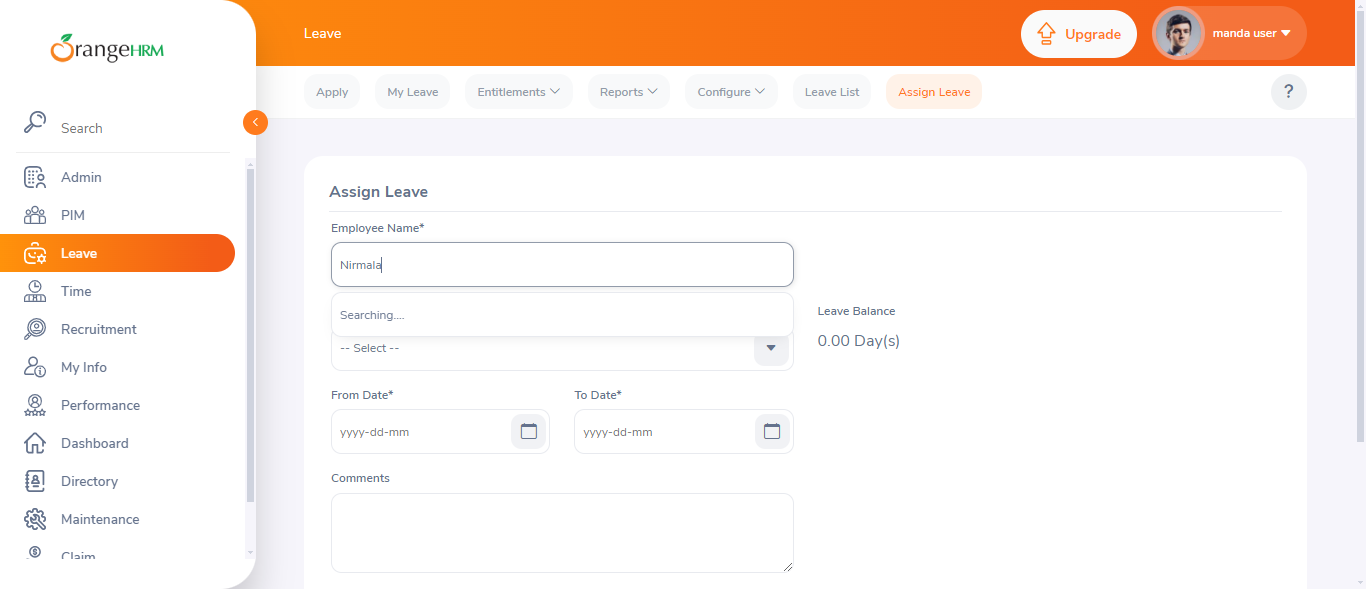 OrangeHRM
Search
Admin
PIM
Leave
Time
Recruitment
My Info
Performance
Dashboard
Directory
Maintenance
Claim
Leave
Upgrade
manda user
Apply
My Leave
Entitlements
Reports
Configure
Leave List
Assign Leave
?
Assign Leave
Employee Name*
Nirmala
Searching....
-- Select --
Leave Balance
0.00 Day(s)
From Date*
To Date*
yyyy-dd-mm
yyyy-dd-mm
Comments